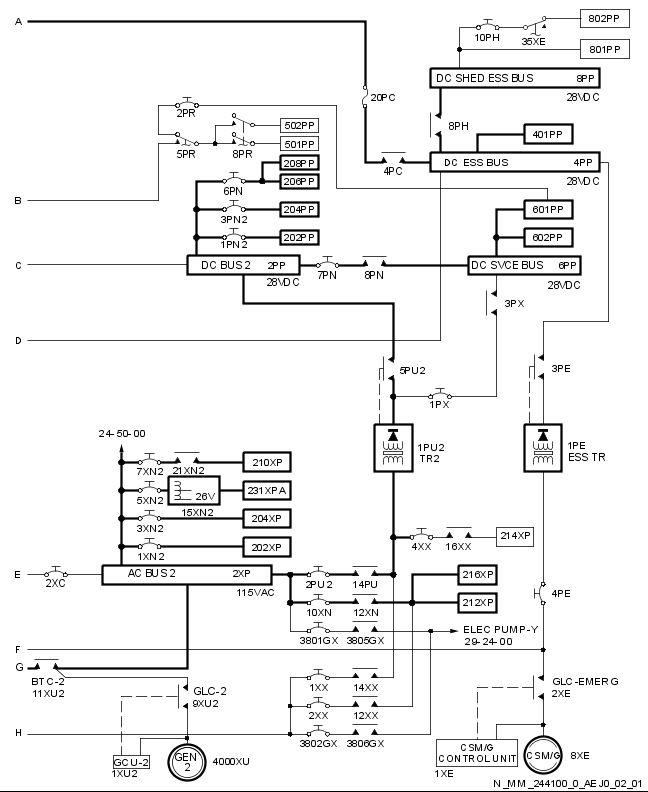 A
802PP
10PH
35XE
801PP
DC SHED ESS BUS 8PP
28VDC
20PC
2PR
8PH
502PP
5PR
8PR
501PP
401PP
208PP
4PC
DC ESS BUS 4PP
28VDC
6PN
206PP
B
3PN2
204PP
601PP
1PN2
202PP
602PP
C
DC BUS 2 2PP
28VDC
7PN
8PN
DC SVCE BUS 6PP
28VDC
3PX
D
5PU2
3PE
1PX
24-50-00
1PU2
TR2
1PE
ESS TR
7XN2
21XN2
210XP
5XN2
26V
231XPA
15XN2
3XN2
204XP
4XX
16XX
214XP
1XN2
202XP
E
2XC
AC BUS 2 2XP
115VAC
2PU2
14PU
216XP
10XN
12XN
212XP
4PE
3801GX
3805GX
ELEC PUMP-Y
29-24-00
F
G
BTC-2
11XU2
GLC-2
9XU2
1XX
14XX
GLC-EMERG
2XE
2XX
12XX
H
3802GX
3806GX
GCU-2
1XU2
GEN
2
4000XU
CSM/G
CONTROL UNIT
1XE
CSM/G
8XE
N_MM_244100_0_AEJ0_02_01